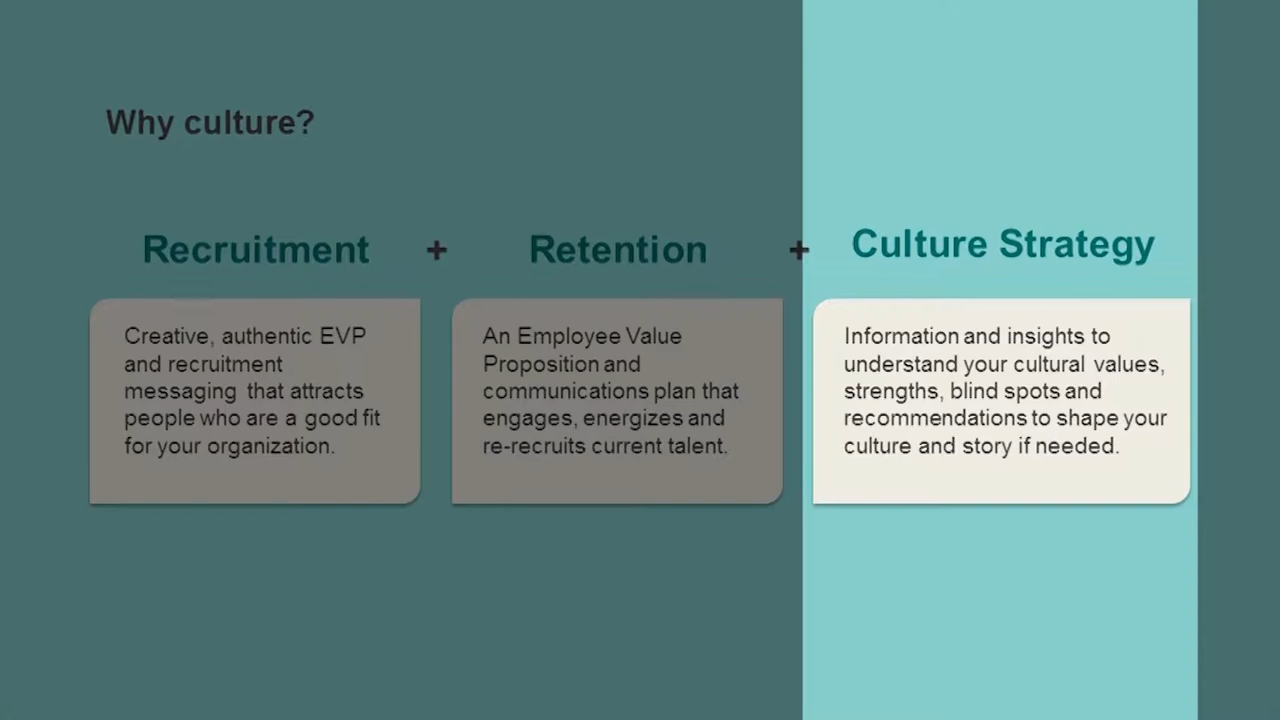 Why culture?
Recruitment + Retention + Culture Strategy
Creative, authentic EVP
and recruitment
messaging that attracts
people who are a good fit
for your organization.
An Employee Value
Proposition and
communications plan that
engages, energizes and
re-recruits current talent.
Information and insights to
understand your cultural values,
strengths, blind spots and
recommendations to shape your
culture and story if needed.